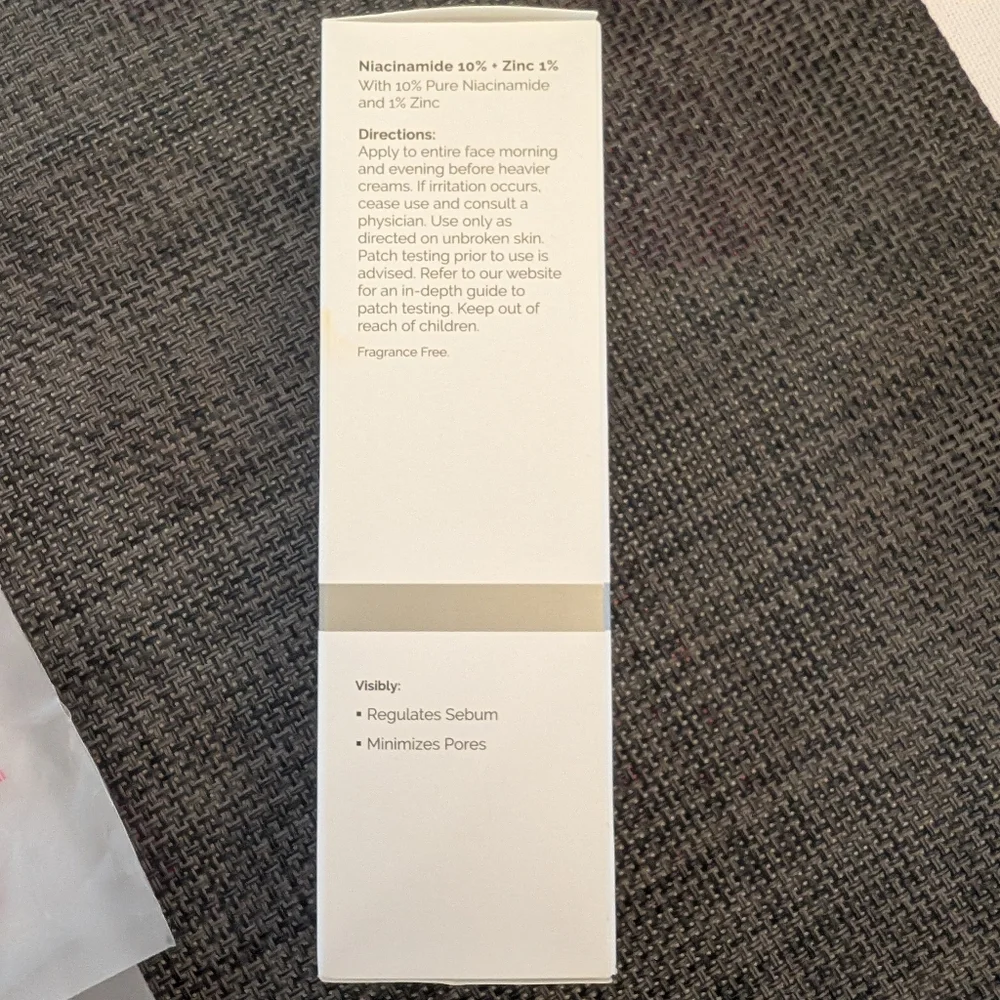 Niacinamide 10% + Zinc 1%
With 10% Pure Niacinamide
and 1% Zinc
Directions:
Apply to entire face morning
and evening before heavier
creams. If irritation occurs,
cease use and consult a
physician. Use only as
directed on unbroken skin.
Patch testing prior to use is
advised. Refer to our website
for an in-depth guide to
patch testing. Keep out of
reach of children.
Fragrance Free.
Visibly:
▪ Regulates Sebum
▪ Minimizes Pores